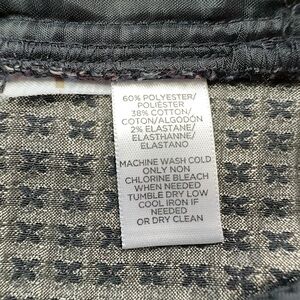 60% POLYESTER/
POLIÉSTER
38% COTTON/
COTON/ALGODÓN
2% ELASTANE/
ELASTHANNE/
ELASTANO
MACHINE WASH COLD
ONLY NON
CHLORINE BLEACH
WHEN NEEDED
TUMBLE DRY LOW
COOL IRON IF
NEEDED
OR DRY CLEAN